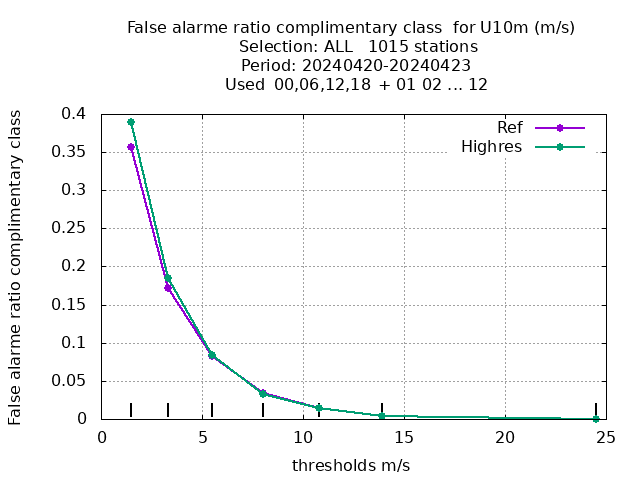 False alarme ratio complimentary class  for U10m (m/s)
Selection: ALL   1015 stations
Period: 20240420-20240423
Used  00,06,12,18 + 01 02 ... 12
False alarme ratio complimentary class
0.4
0.35
0.3
0.25
0.2
0.15
0.1
0.05
0
Ref
Highres
0 5 10 15 20 25
thresholds m/s